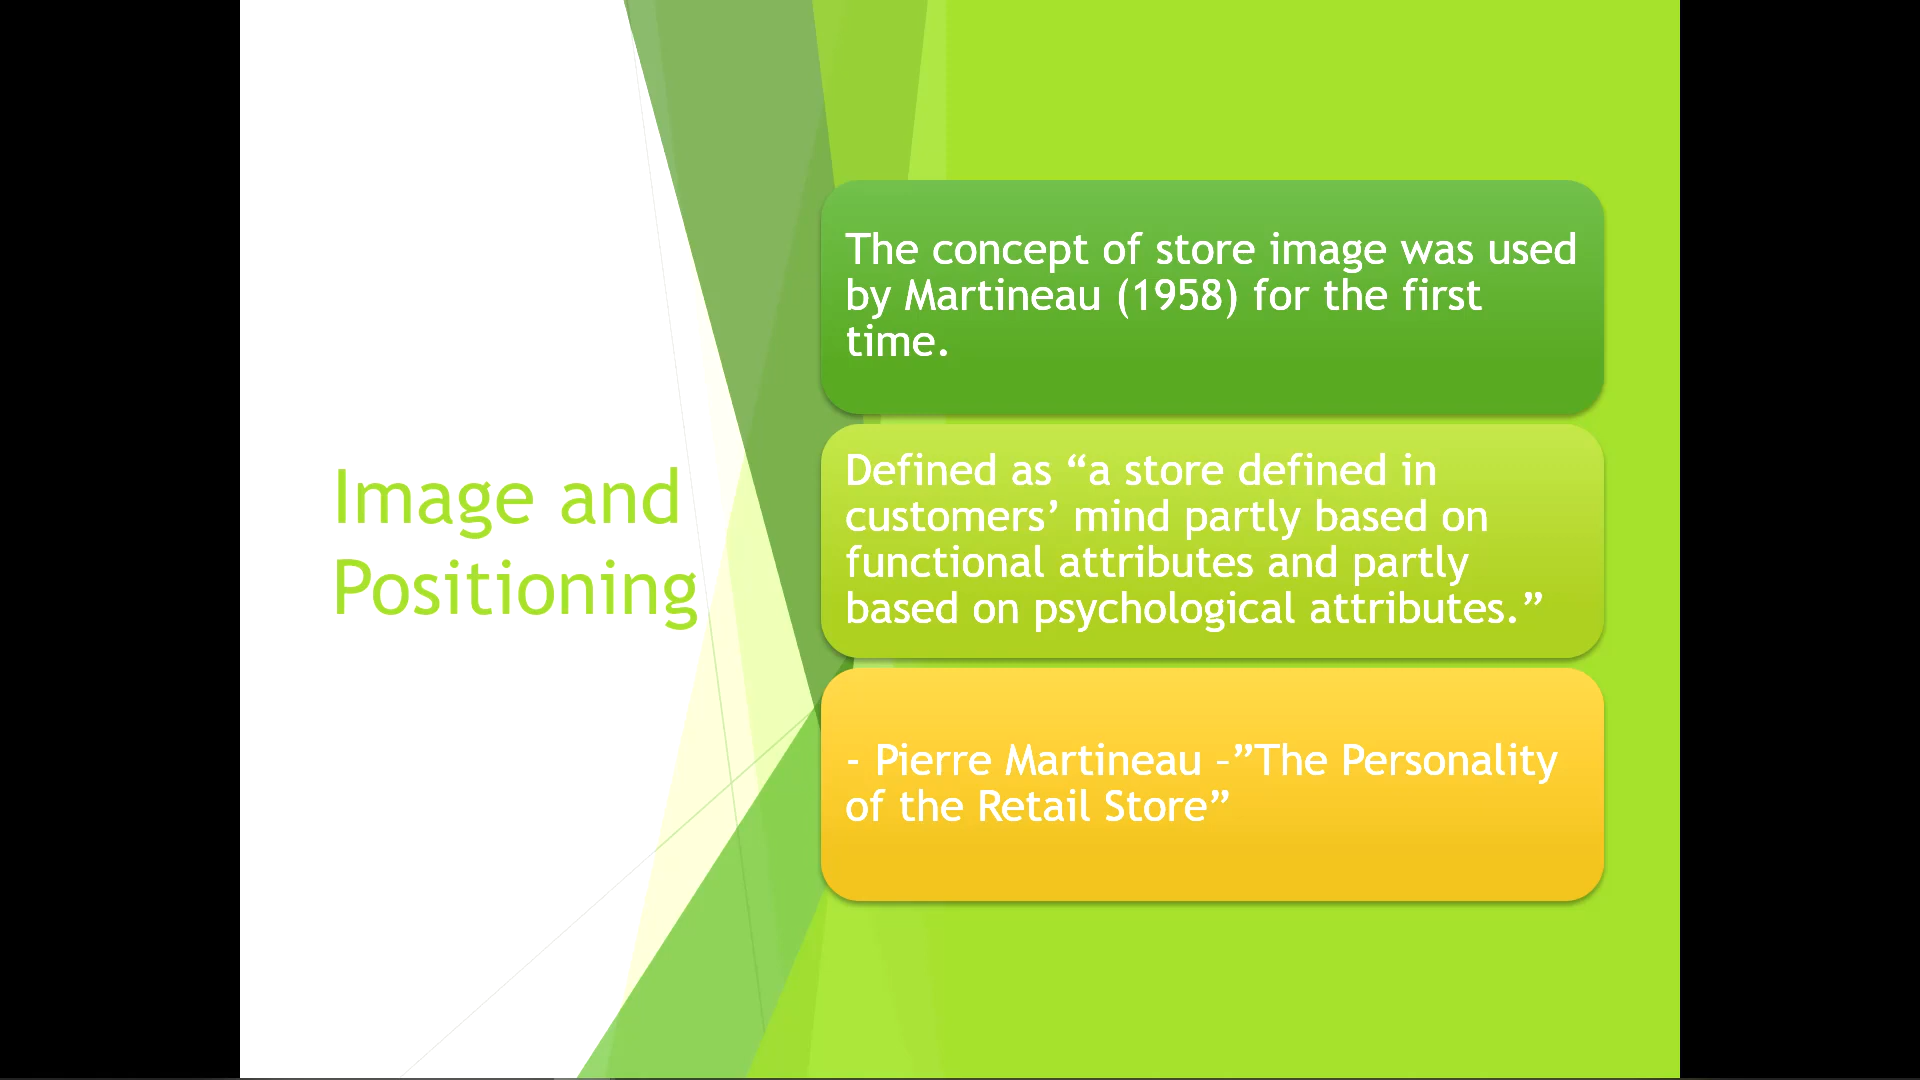 Image and
Positioning
The concept of store image was used
by Martineau (1958) for the first
time.
Defined as “a store defined in
customers’ mind partly based on
functional attributes and partly
based on psychological attributes.”
- Pierre Martineau –”The Personality
of the Retail Store”